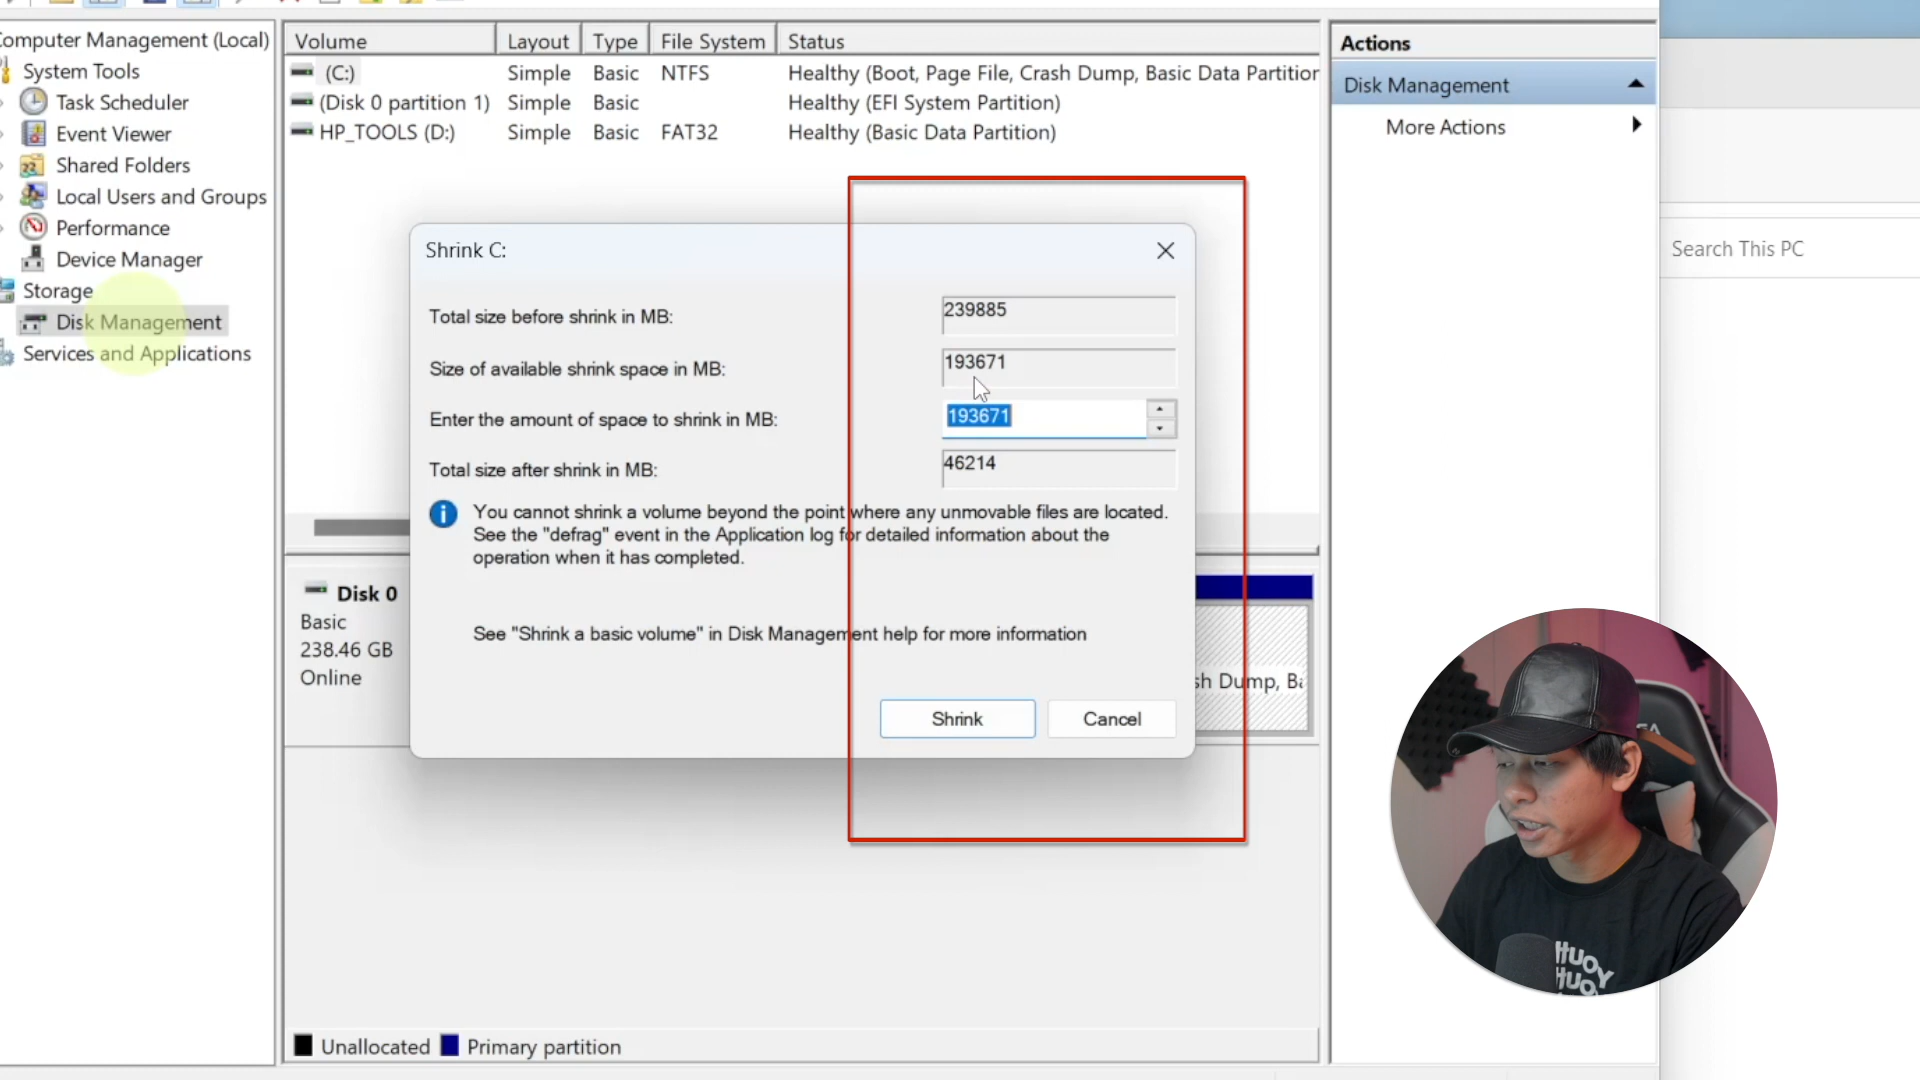 Computer Management (Local)
System Tools
Task Scheduler
Event Viewer
Shared Folders
Local Users and Groups
Performance
Device Manager
Storage
Disk Management
Services and Applications
Volume Layout Type File System Status
(C:) Simple Basic NTFS Healthy (Boot, Page File, Crash Dump, Basic Data Partition
(Disk 0 partition 1) Simple Basic Healthy (EFI System Partition)
HP_TOOLS (D:) Simple Basic FAT32 Healthy (Basic Data Partition)
Shrink C:
Total size before shrink in MB: 239885
Size of available shrink space in MB: 193671
Enter the amount of space to shrink in MB: 193671
Total size after shrink in MB: 46214
You cannot shrink a volume beyond the point where any unmovable files are located.
See the "defrag" event in the Application log for detailed information about the
operation when it has completed.
See "Shrink a basic volume" in Disk Management help for more information
Shrink Cancel
Disk 0
Basic
238.46 GB
Online
sh Dump, Ba
Unallocated Primary partition
Actions
Disk Management
More Actions
Search This PC